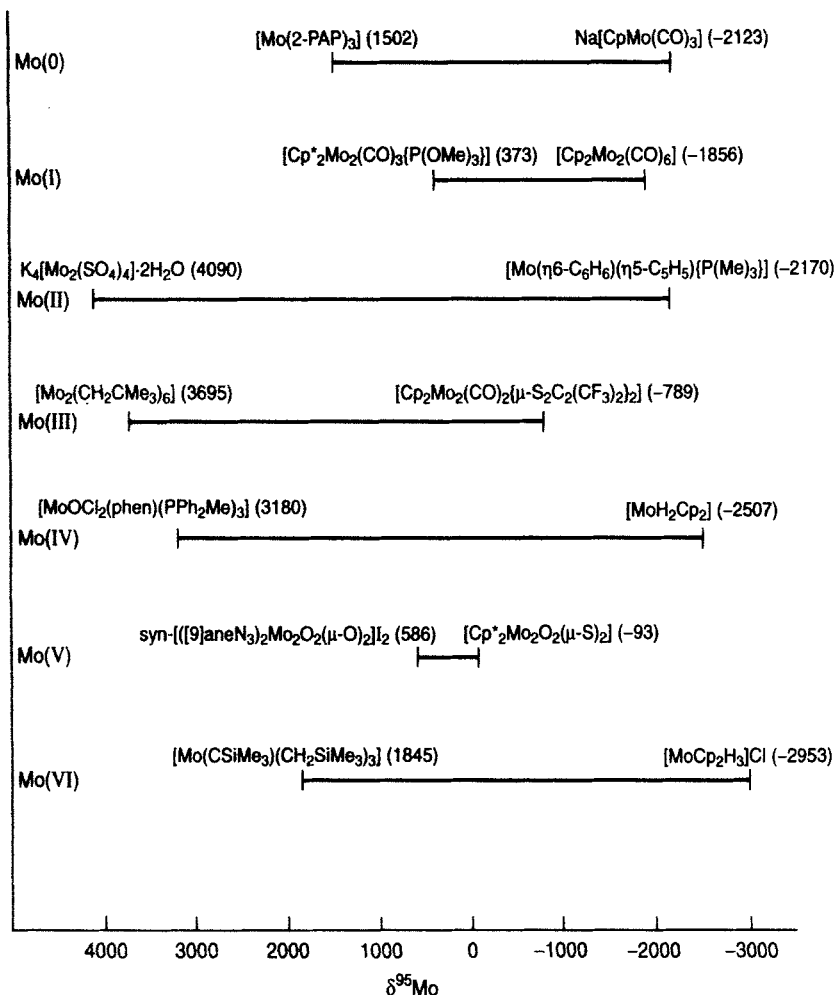 [Mo(2-PAP)₃] (1502) Na[CpMo(CO)₃] (−2123)
Mo(0)
[Cp*₂Mo₂(CO)₃{P(OMe)₃}] (373) [Cp₂Mo₂(CO)₆] (−1856)
Mo(I)
K₄[Mo₂(SO₄)₄]·2H₂O (4090) [Mo(η6-C₆H₆)(η5-C₅H₅){P(Me)₃}] (−2170)
Mo(II)
[Mo₂(CH₂CMe₃)₆] (3695) [Cp₂Mo₂(CO)₂{μ-S₂C₂(CF₃)₂}₂] (−789)
Mo(III)
[MoOCl₂(phen)(PPh₂Me)₃] (3180) [MoH₂Cp₂] (−2507)
Mo(IV)
syn-[([9]aneN₃)₂Mo₂O₂(μ-O)₂]I₂ (586) [Cp*₂Mo₂O₂(μ-S)₂] (−93)
Mo(V)
[Mo(CSiMe₃)(CH₂SiMe₃)₃] (1845) [MoCp₂H₃]Cl (−2953)
Mo(VI)
4000 3000 2000 1000 0 −1000 −2000 −3000
δ⁹⁵Mo